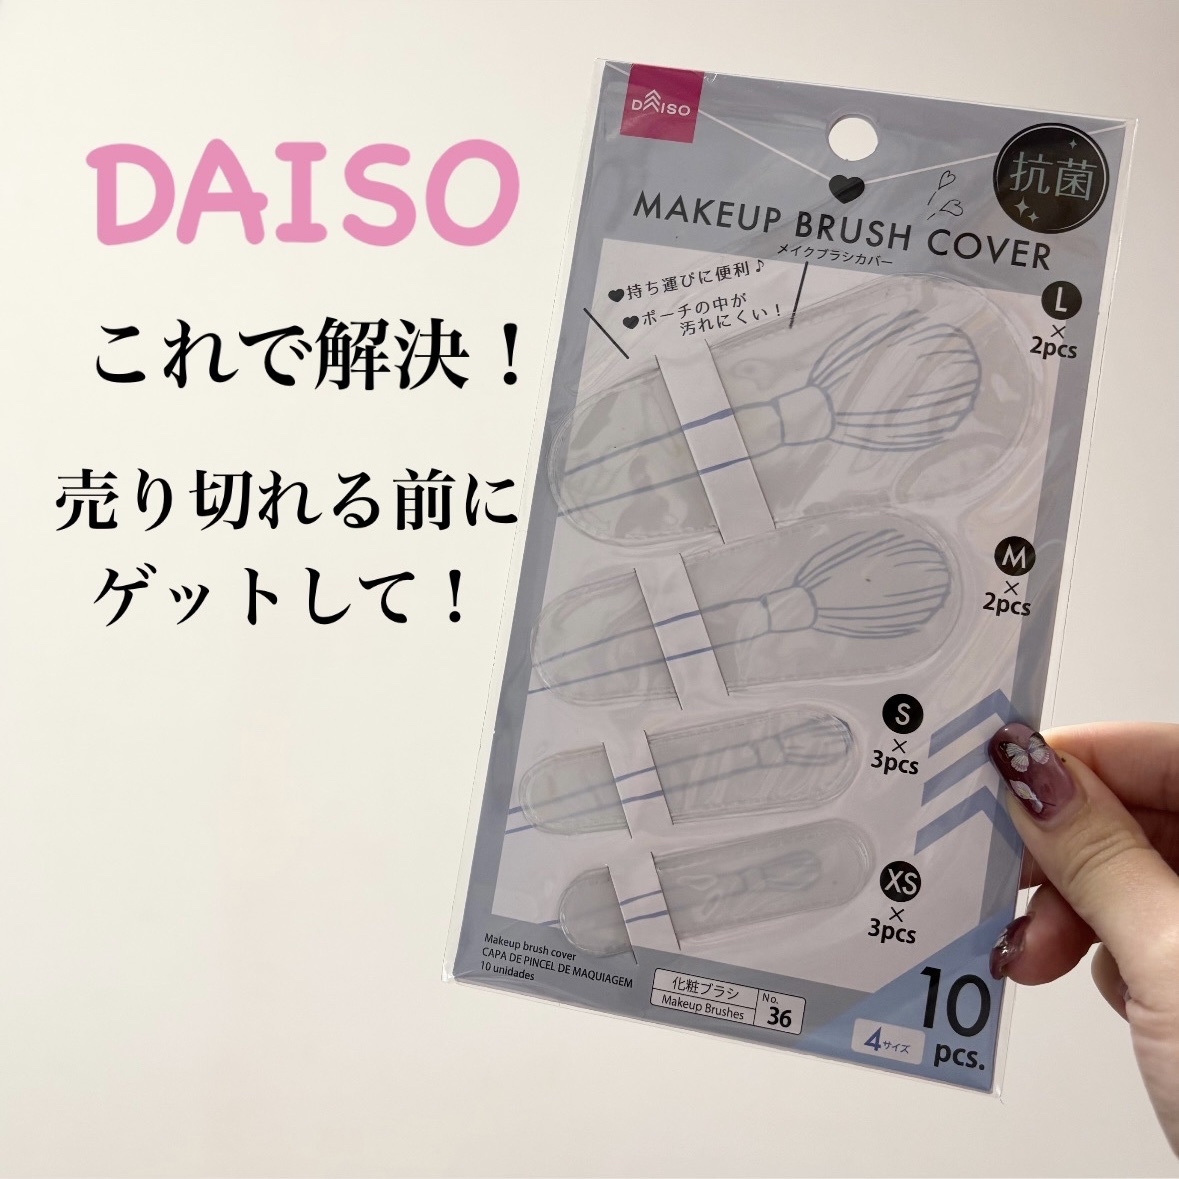 DAISO
これで解決！
売り切れる前に
ゲットして！
DAISO
抗菌
MAKEUP BRUSH COVER
メイクブラシカバー
♥持ち運びに便利♪
♥ポーチの中が
汚れにくい！
L
×
2pcs
M
×
2pcs
S
×
3pcs
XS
×
3pcs
Makeup brush cover
CAPA DE PINCEL DE MAQUIAGEM
10 unidades
化粧ブラシ
Makeup Brushes
No.
36
10
pcs.
4サイズ